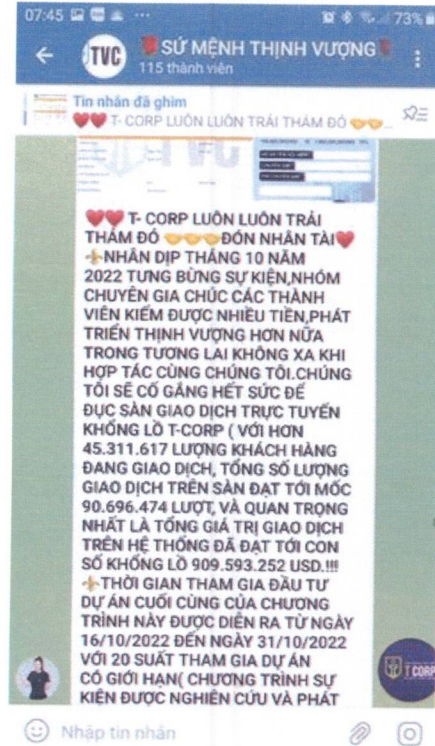 07:45 73%
TVC
SỨ MỆNH THỊNH VƯỢNG
115 thành viên
Tin nhắn đã ghim
T- CORP LUÔN LUÔN TRẢI THẢM ĐỎ ...
T- CORP LUÔN LUÔN TRẢI
THẢM ĐỎ ĐÓN NHÂN TÀI
NHÂN DỊP THÁNG 10 NĂM
2022 TƯNG BỪNG SỰ KIỆN,NHÓM
CHUYÊN GIA CHÚC CÁC THÀNH
VIÊN KIẾM ĐƯỢC NHIỀU TIỀN,PHÁT
TRIỂN THỊNH VƯỢNG HƠN NỮA
TRONG TƯƠNG LAI KHÔNG XA KHI
HỢP TÁC CÙNG CHÚNG TÔI.CHÚNG
TÔI SẼ CỐ GẮNG HẾT SỨC ĐỂ
ĐỤC SÀN GIAO DỊCH TRỰC TUYẾN
KHỔNG LỒ T-CORP ( VỚI HƠN
45.311.617 LƯỢNG KHÁCH HÀNG
ĐANG GIAO DỊCH, TỔNG SỐ LƯỢNG
GIAO DỊCH TRÊN SÀN ĐẠT TỚI MỐC
90.696.474 LƯỢT, VÀ QUAN TRỌNG
NHẤT LÀ TỔNG GIÁ TRỊ GIAO DỊCH
TRÊN HỆ THỐNG ĐÃ ĐẠT TỚI CON
SỐ KHỔNG LỒ 909.593.252 USD.!!!
THỜI GIAN THAM GIA ĐẦU TƯ
DỰ ÁN CUỐI CÙNG CỦA CHƯƠNG
TRÌNH NÀY ĐƯỢC DIỄN RA TỪ NGÀY
16/10/2022 ĐẾN NGÀY 31/10/2022
VỚI 20 SUẤT THAM GIA DỰ ÁN
CÓ GIỚI HẠN( CHƯƠNG TRÌNH SỰ
KIỆN ĐƯỢC NGHIÊN CỨU VÀ PHÁT
T CORP
Nhập tin nhắn